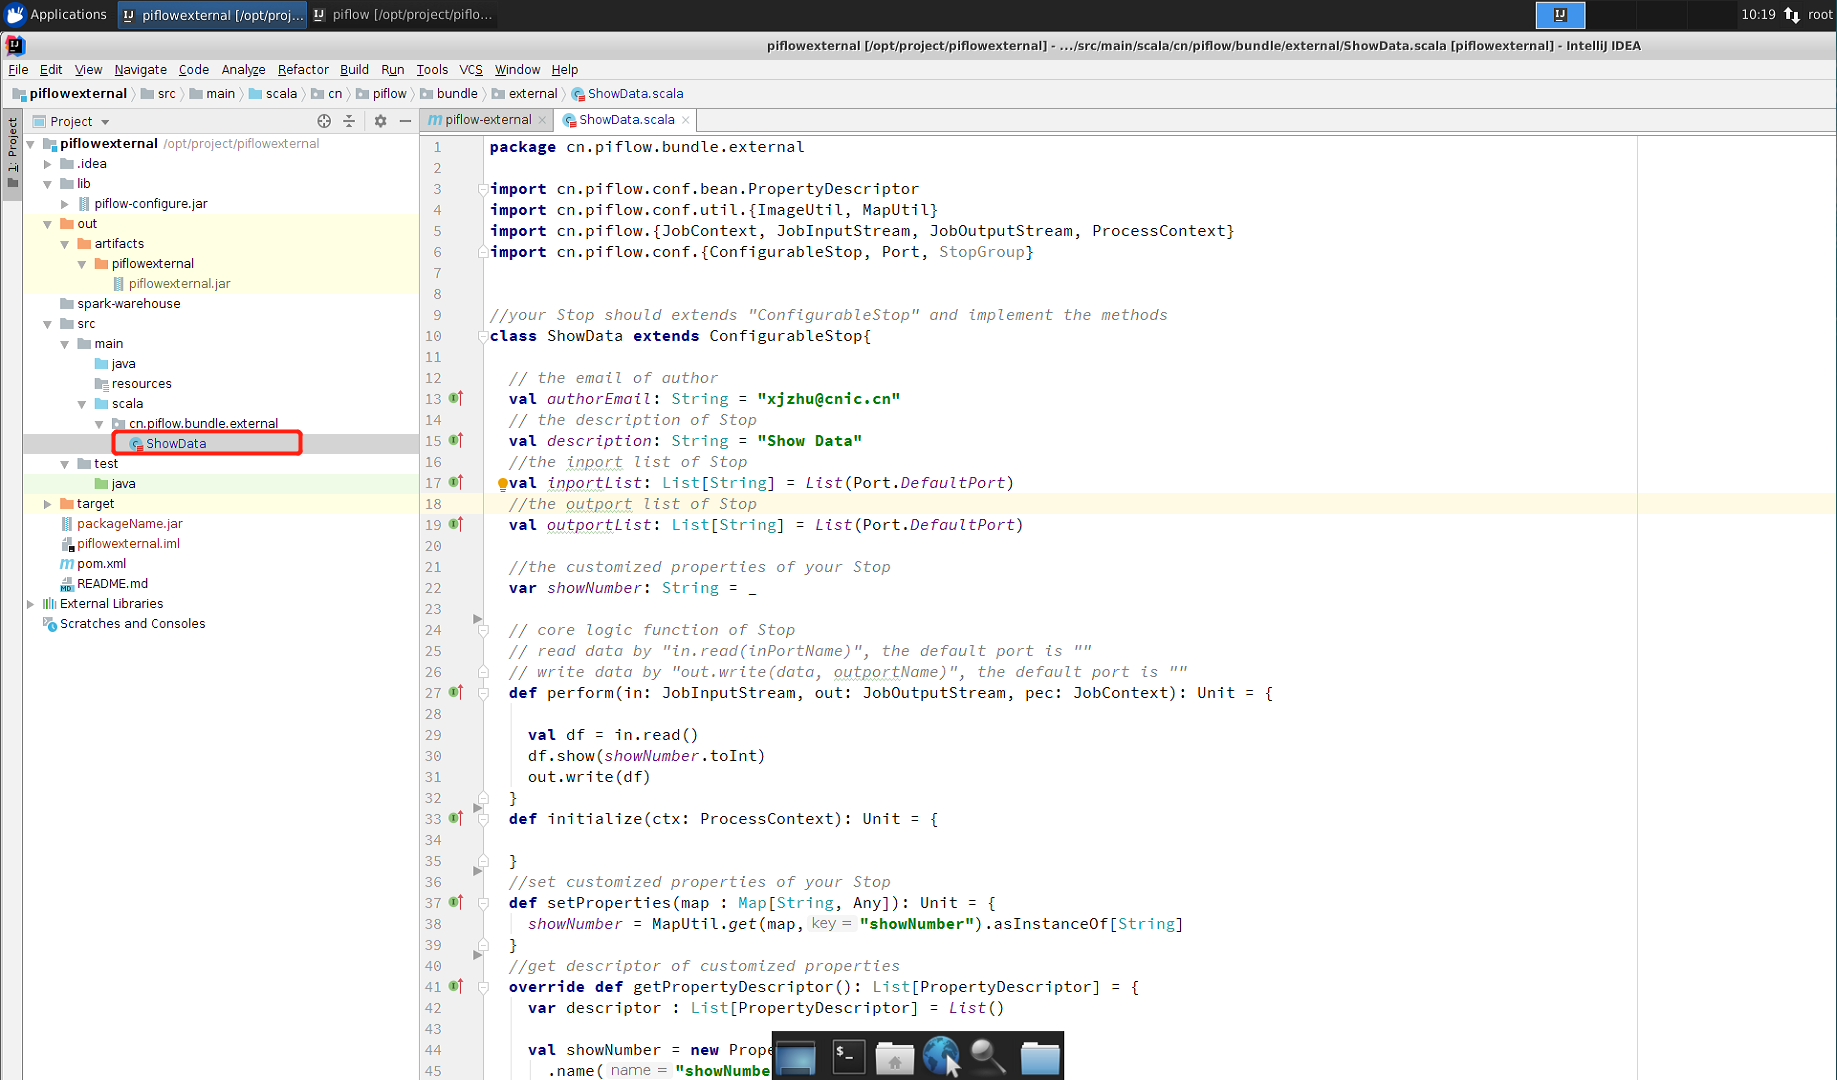 Applications
piflowexternal [/opt/proj...
piflow [/opt/project/piflo...
10:19
root
piflowexternal [/opt/project/piflowexternal] - .../src/main/scala/cn/piflow/bundle/external/ShowData.scala [piflowexternal] - IntelliJ IDEA
File Edit View Navigate Code Analyze Refactor Build Run Tools VCS Window Help
piflowexternal src main scala cn piflow bundle external ShowData.scala
1: Project
Project
piflowexternal /opt/project/piflowexternal
.idea
lib
piflow-configure.jar
out
artifacts
piflowexternal
piflowexternal.jar
spark-warehouse
src
main
java
resources
scala
cn.piflow.bundle.external
ShowData
test
java
target
packageName.jar
piflowexternal.iml
pom.xml
README.md
External Libraries
Scratches and Consoles
piflow-external
ShowData.scala
1 package cn.piflow.bundle.external
2
3 import cn.piflow.conf.bean.PropertyDescriptor
4 import cn.piflow.conf.util.{ImageUtil, MapUtil}
5 import cn.piflow.{JobContext, JobInputStream, JobOutputStream, ProcessContext}
6 import cn.piflow.conf.{ConfigurableStop, Port, StopGroup}
7
8
9 //your Stop should extends "ConfigurableStop" and implement the methods
10 class ShowData extends ConfigurableStop{
11
12 // the email of author
13 val authorEmail: String = "xjzhu@cnic.cn"
14 // the description of Stop
15 val description: String = "Show Data"
16 //the inport list of Stop
17 val inportList: List[String] = List(Port.DefaultPort)
18 //the outport list of Stop
19 val outportList: List[String] = List(Port.DefaultPort)
20
21 //the customized properties of your Stop
22 var showNumber: String = _
23
24 // core logic function of Stop
25 // read data by "in.read(inPortName)", the default port is ""
26 // write data by "out.write(data, outportName)", the default port is ""
27 def perform(in: JobInputStream, out: JobOutputStream, pec: JobContext): Unit = {
28
29 val df = in.read()
30 df.show(showNumber.toInt)
31 out.write(df)
32 }
33 def initialize(ctx: ProcessContext): Unit = {
34
35 }
36 //set customized properties of your Stop
37 def setProperties(map : Map[String, Any]): Unit = {
38 showNumber = MapUtil.get(map, key = "showNumber").asInstanceOf[String]
39 }
40 //get descriptor of customized properties
41 override def getPropertyDescriptor(): List[PropertyDescriptor] = {
42 var descriptor : List[PropertyDescriptor] = List()
43
44 val showNumber = new Prope
45 .name( name = "showNumbe